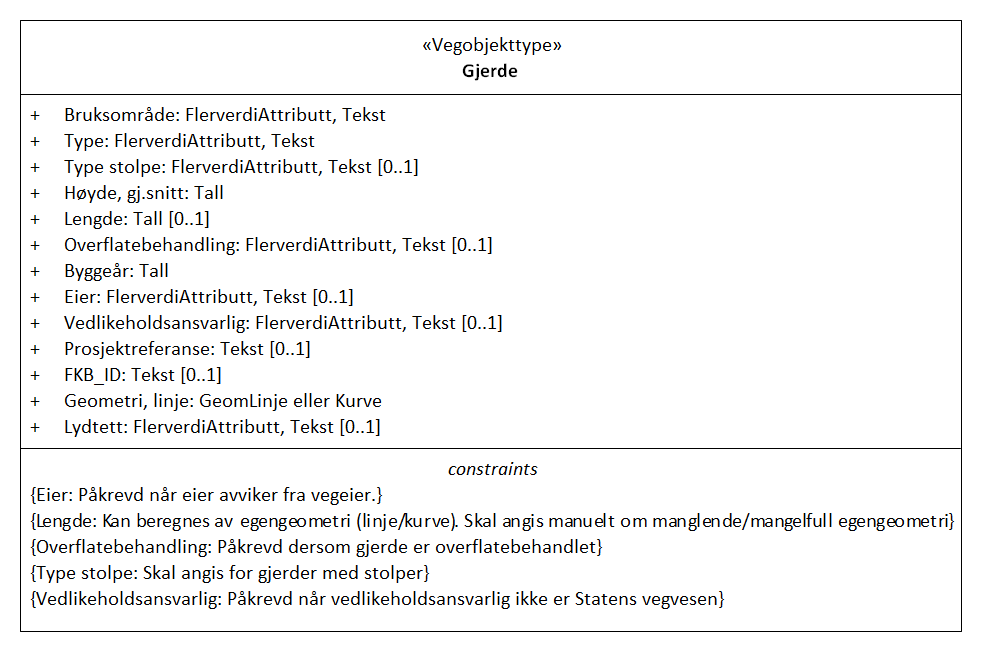 «Vegobjekttype»
Gjerde
+ Bruksområde: FlerverdiAttributt, Tekst
+ Type: FlerverdiAttributt, Tekst
+ Type stolpe: FlerverdiAttributt, Tekst [0..1]
+ Høyde, gj.snitt: Tall
+ Lengde: Tall [0..1]
+ Overflatebehandling: FlerverdiAttributt, Tekst [0..1]
+ Byggeår: Tall
+ Eier: FlerverdiAttributt, Tekst [0..1]
+ Vedlikeholdsansvarlig: FlerverdiAttributt, Tekst [0..1]
+ Prosjektreferanse: Tekst [0..1]
+ FKB_ID: Tekst [0..1]
+ Geometri, linje: GeomLinje eller Kurve
+ Lydtett: FlerverdiAttributt, Tekst [0..1]
constraints
{Eier: Påkrevd når eier avviker fra vegeier.}
{Lengde: Kan beregnes av egengeometri (linje/kurve). Skal angis manuelt om manglende/mangelfull egengeometri}
{Overflatebehandling: Påkrevd dersom gjerde er overflatebehandlet}
{Type stolpe: Skal angis for gjerder med stolper}
{Vedlikeholdsansvarlig: Påkrevd når vedlikeholdsansvarlig ikke er Statens vegvesen}